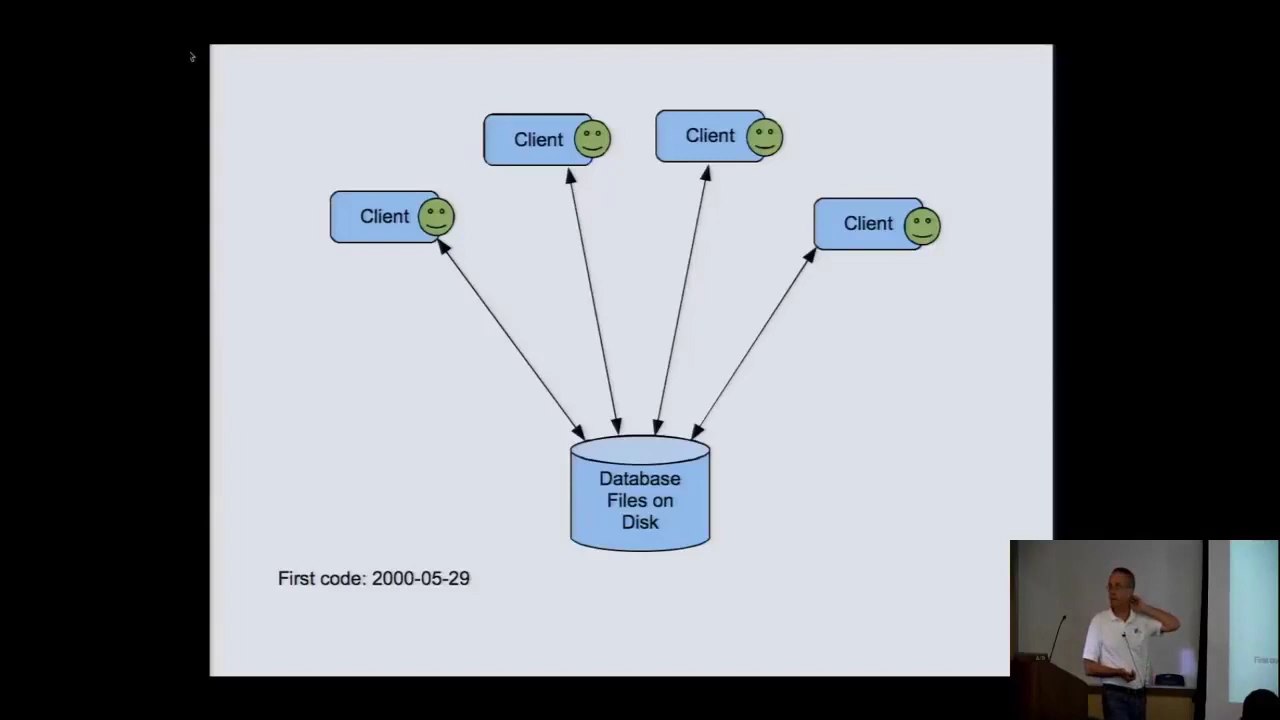 Client
Client
Client
Client
Database
Files on
Disk
First code: 2000-05-29